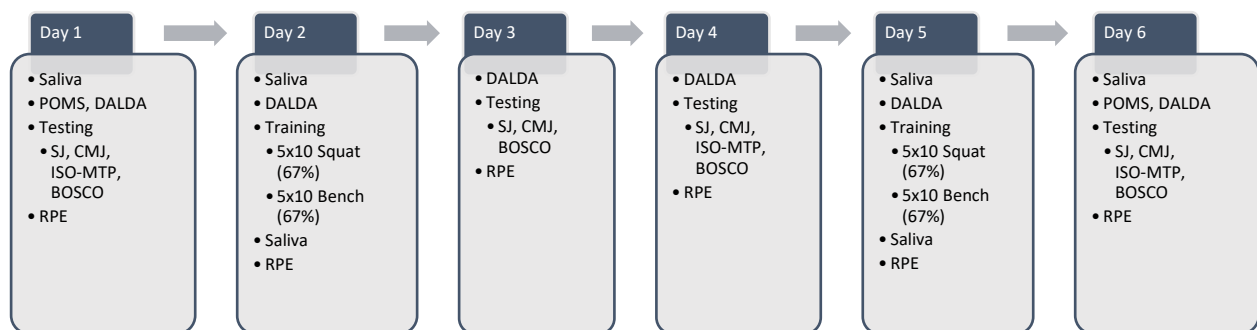 Day 1
• Saliva
• POMS, DALDA
• Testing
• SJ, CMJ,
ISO-MTP,
BOSCO
• RPE
Day 2
• Saliva
• DALDA
• Training
• 5x10 Squat
(67%)
• 5x10 Bench
(67%)
• Saliva
• RPE
Day 3
• DALDA
• Testing
• SJ, CMJ,
BOSCO
• RPE
Day 4
• DALDA
• Testing
• SJ, CMJ,
ISO-MTP,
BOSCO
• RPE
Day 5
• Saliva
• DALDA
• Training
• 5x10 Squat
(67%)
• 5x10 Bench
(67%)
• Saliva
• RPE
Day 6
• Saliva
• POMS, DALDA
• Testing
• SJ, CMJ,
ISO-MTP,
BOSCO
• RPE